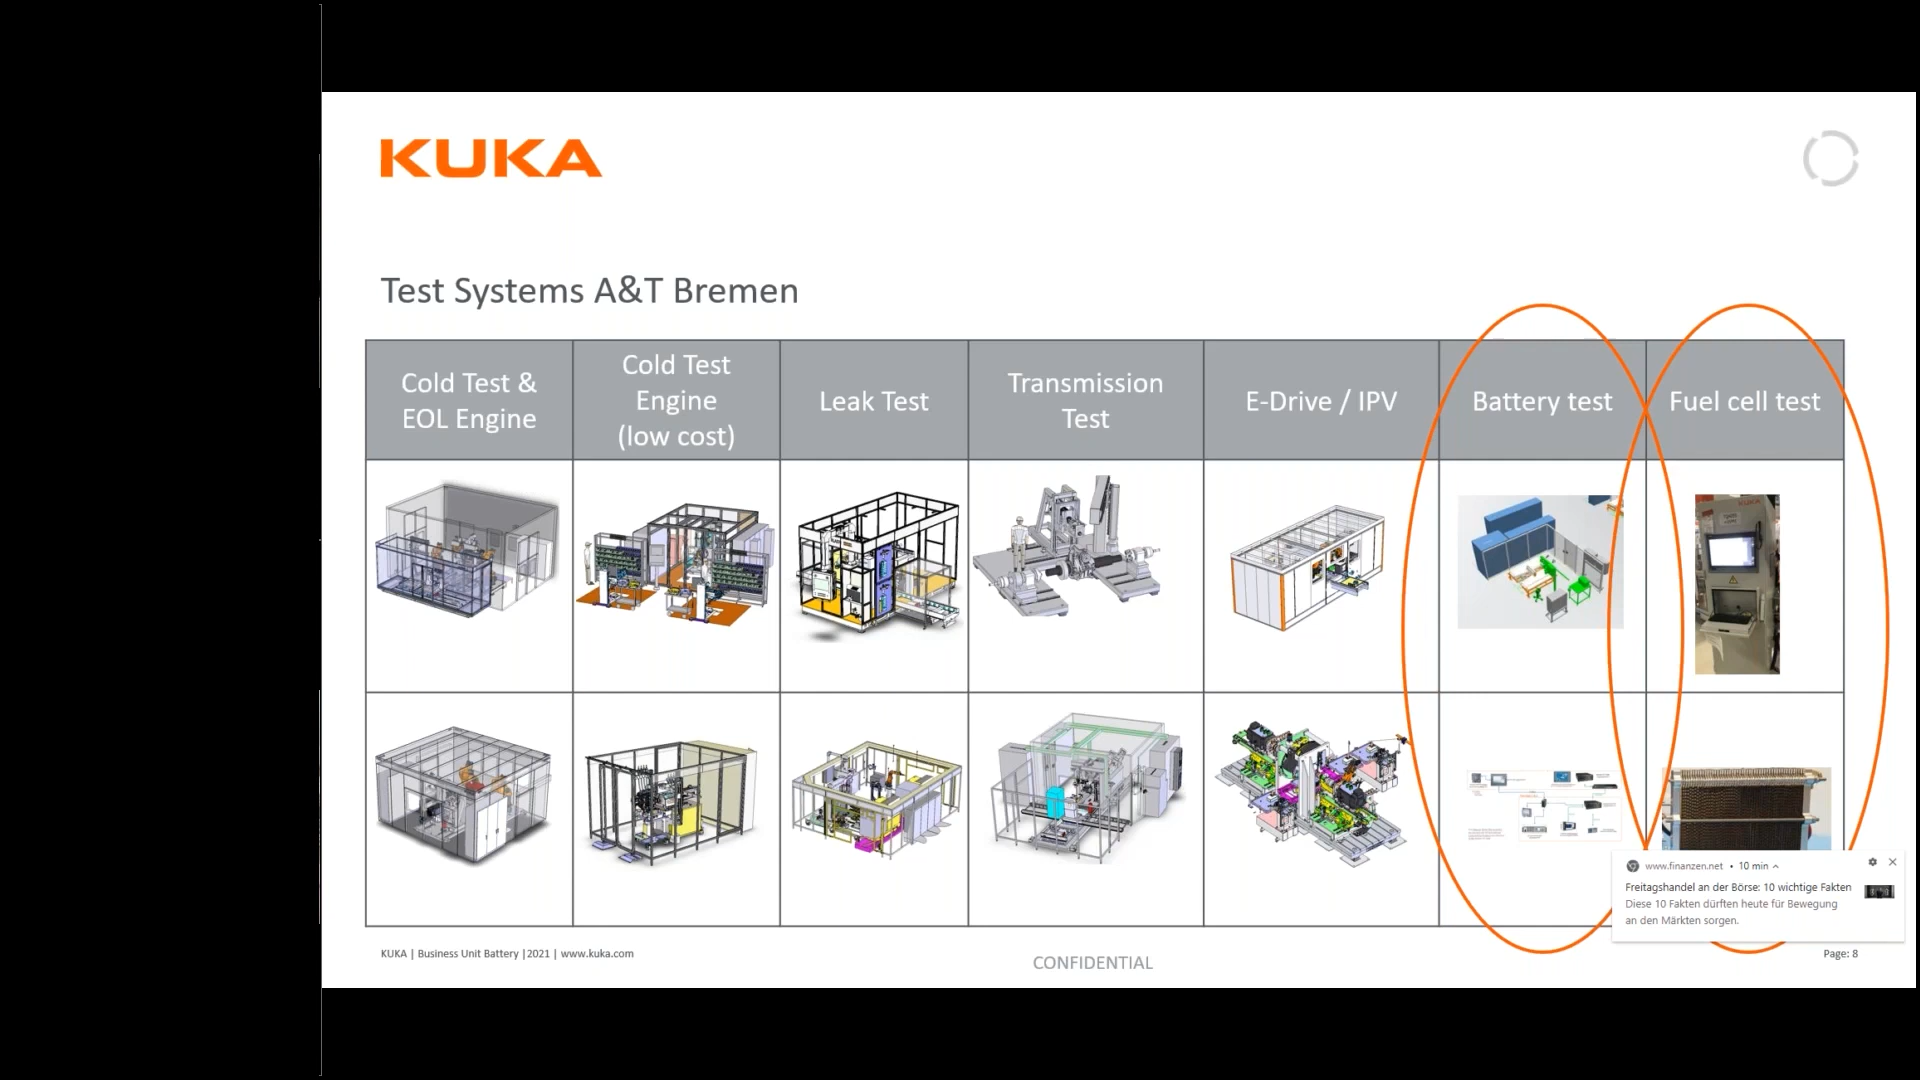 KUKA
Test Systems A&T Bremen
Cold Test &
EOL Engine
Cold Test
Engine
(low cost)
Leak Test
Transmission
Test
E-Drive / IPV
Battery test
Fuel cell test
KUKA
www.finanzen.net • 10 min
Freitagshandel an der Börse: 10 wichtige Fakten
Diese 10 Fakten dürften heute für Bewegung
an den Märkten sorgen.
KUKA | Business Unit Battery |2021 | www.kuka.com
CONFIDENTIAL
Page: 8